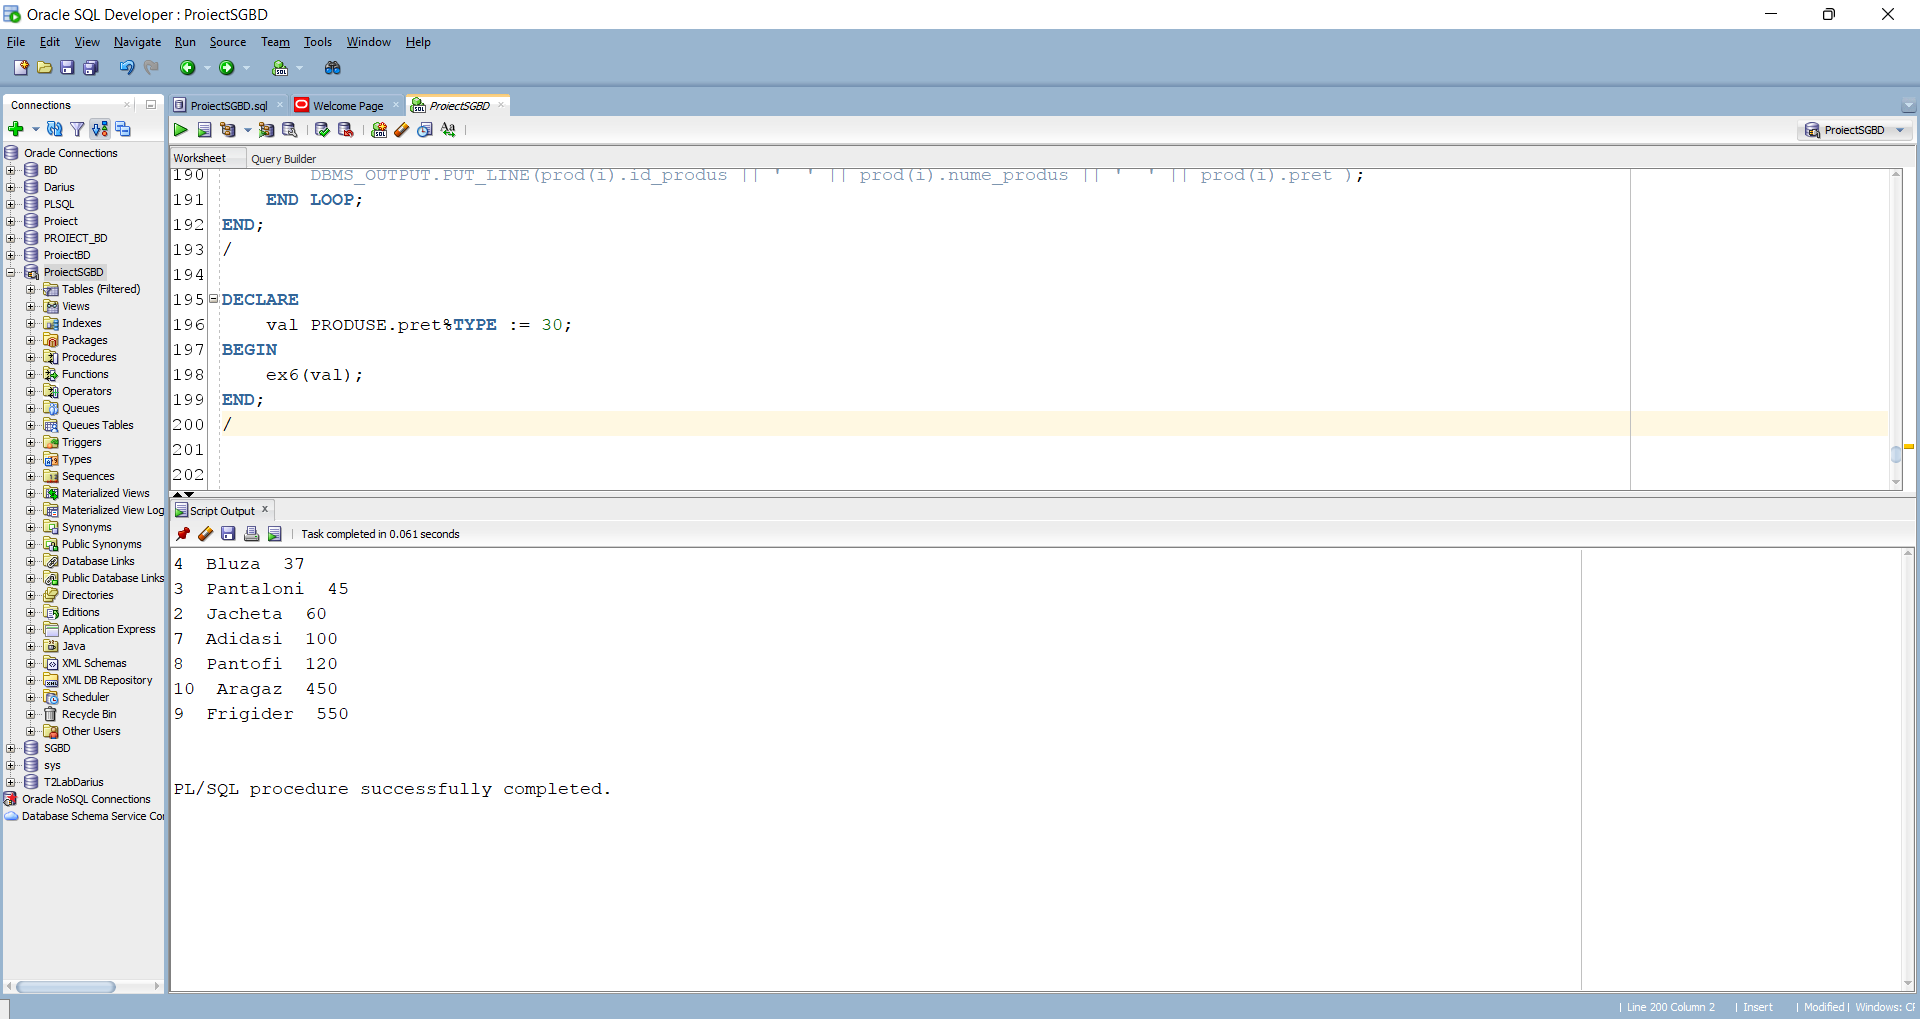 Oracle SQL Developer : ProiectSGBD
File Edit View Navigate Run Source Team Tools Window Help
Connections
ProiectSGBD.sql Welcome Page ProiectSGBD
ProiectSGBD
Worksheet Query Builder
Oracle Connections
BD
Darius
PLSQL
Proiect
PROIECT_BD
ProiectBD
ProiectSGBD
Tables (Filtered)
Views
Indexes
Packages
Procedures
Functions
Operators
Queues
Queues Tables
Triggers
Types
Sequences
Materialized Views
Materialized View Log
Synonyms
Public Synonyms
Database Links
Public Database Links
Directories
Editions
Application Express
Java
XML Schemas
XML DB Repository
Scheduler
Recycle Bin
Other Users
SGBD
sys
T2LabDarius
Oracle NoSQL Connections
Database Schema Service Co
190 DBMS_OUTPUT.PUT_LINE(prod(i).id_produs || '  ' || prod(i).nume_produs || '  ' || prod(i).pret );
191 END LOOP;
192 END;
193 /
194
195 DECLARE
196 val PRODUSE.pret%TYPE := 30;
197 BEGIN
198 ex6(val);
199 END;
200 /
201
202
Script Output
Task completed in 0.061 seconds
4 Bluza 37
3 Pantaloni 45
2 Jacheta 60
7 Adidasi 100
8 Pantofi 120
10 Aragaz 450
9 Frigider 550
PL/SQL procedure successfully completed.
| Line 200 Column 2 | Insert | Modified | Windows: C